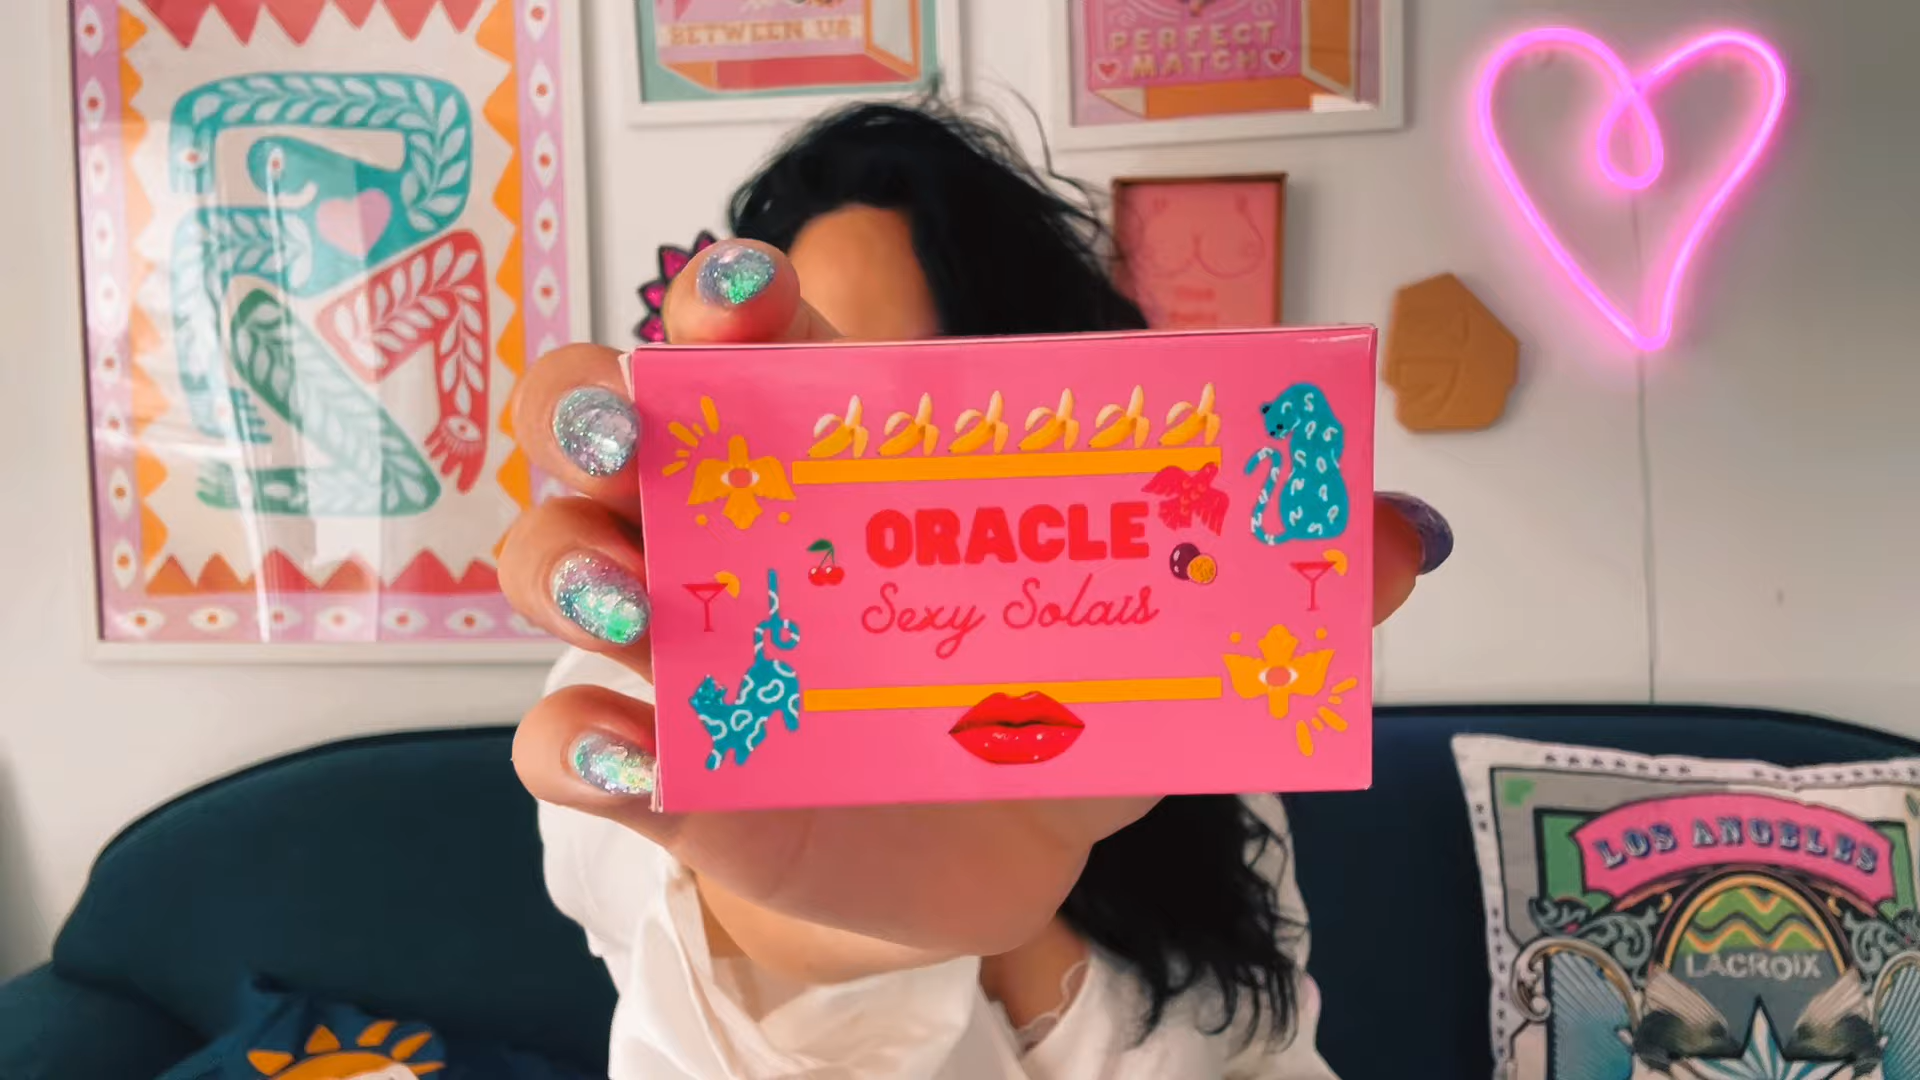 BETWEEN US
PERFECT
MATCH
ORACLE
Sexy Solais
LOS ANGELES
LACROIX